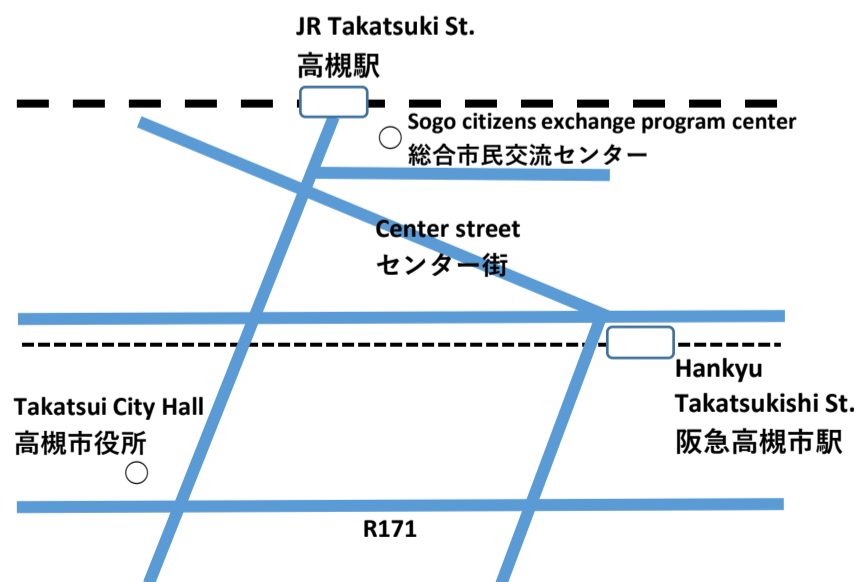 JR Takatsuki St.
高槻駅
Sogo citizens exchange program center
総合市民交流センター
Center street
センター街
Hankyu
Takatsukishi St.
阪急高槻市駅
Takatsui City Hall
高槻市役所
R171